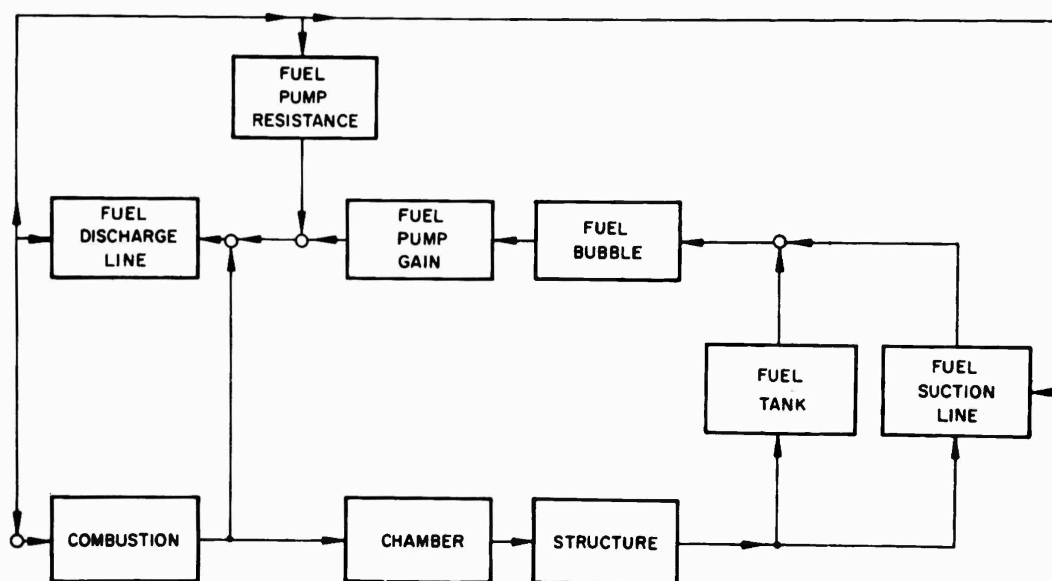 FUEL
PUMP
RESISTANCE
FUEL
DISCHARGE
LINE
FUEL
PUMP
GAIN
FUEL
BUBBLE
FUEL
TANK
FUEL
SUCTION
LINE
COMBUSTION
CHAMBER
STRUCTURE